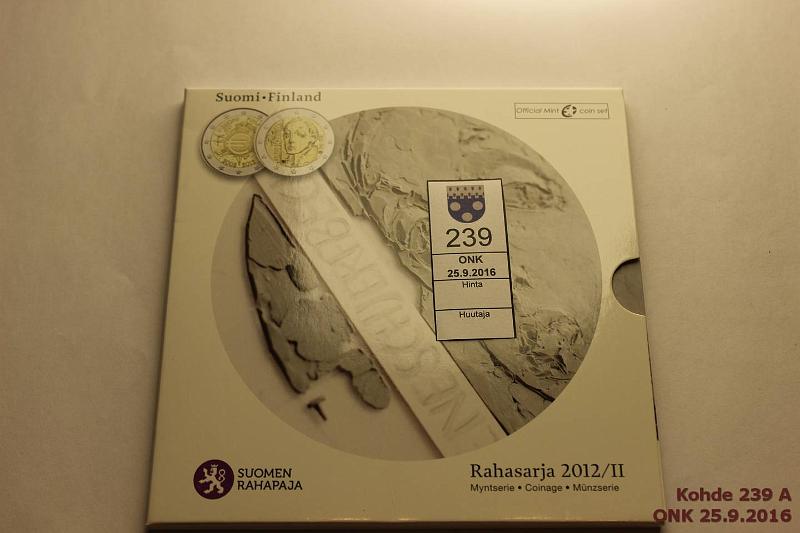 Suomi•Finland
Official Mint coin set
239
ONK
25.9.2016
Hinta
Huutaja
SUOMEN
RAHAPAJA
Rahasarja 2012/II
Myntserie • Coinage • Münzserie
Kohde 239 A
ONK 25.9.2016